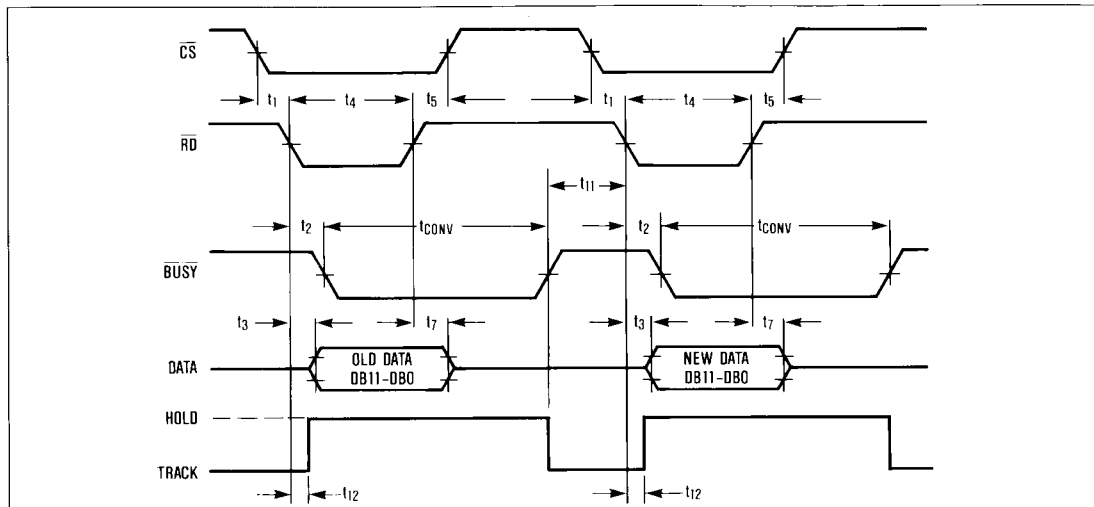 CS
t1 t4 t5 t1 t4 t5
RD
t11
t2 tCONV t2 tCONV
BUSY
t3 t7 t3 t7
DATA OLD DATA DB11-DB0 NEW DATA DB11-DB0
HOLD
TRACK
t12 t12